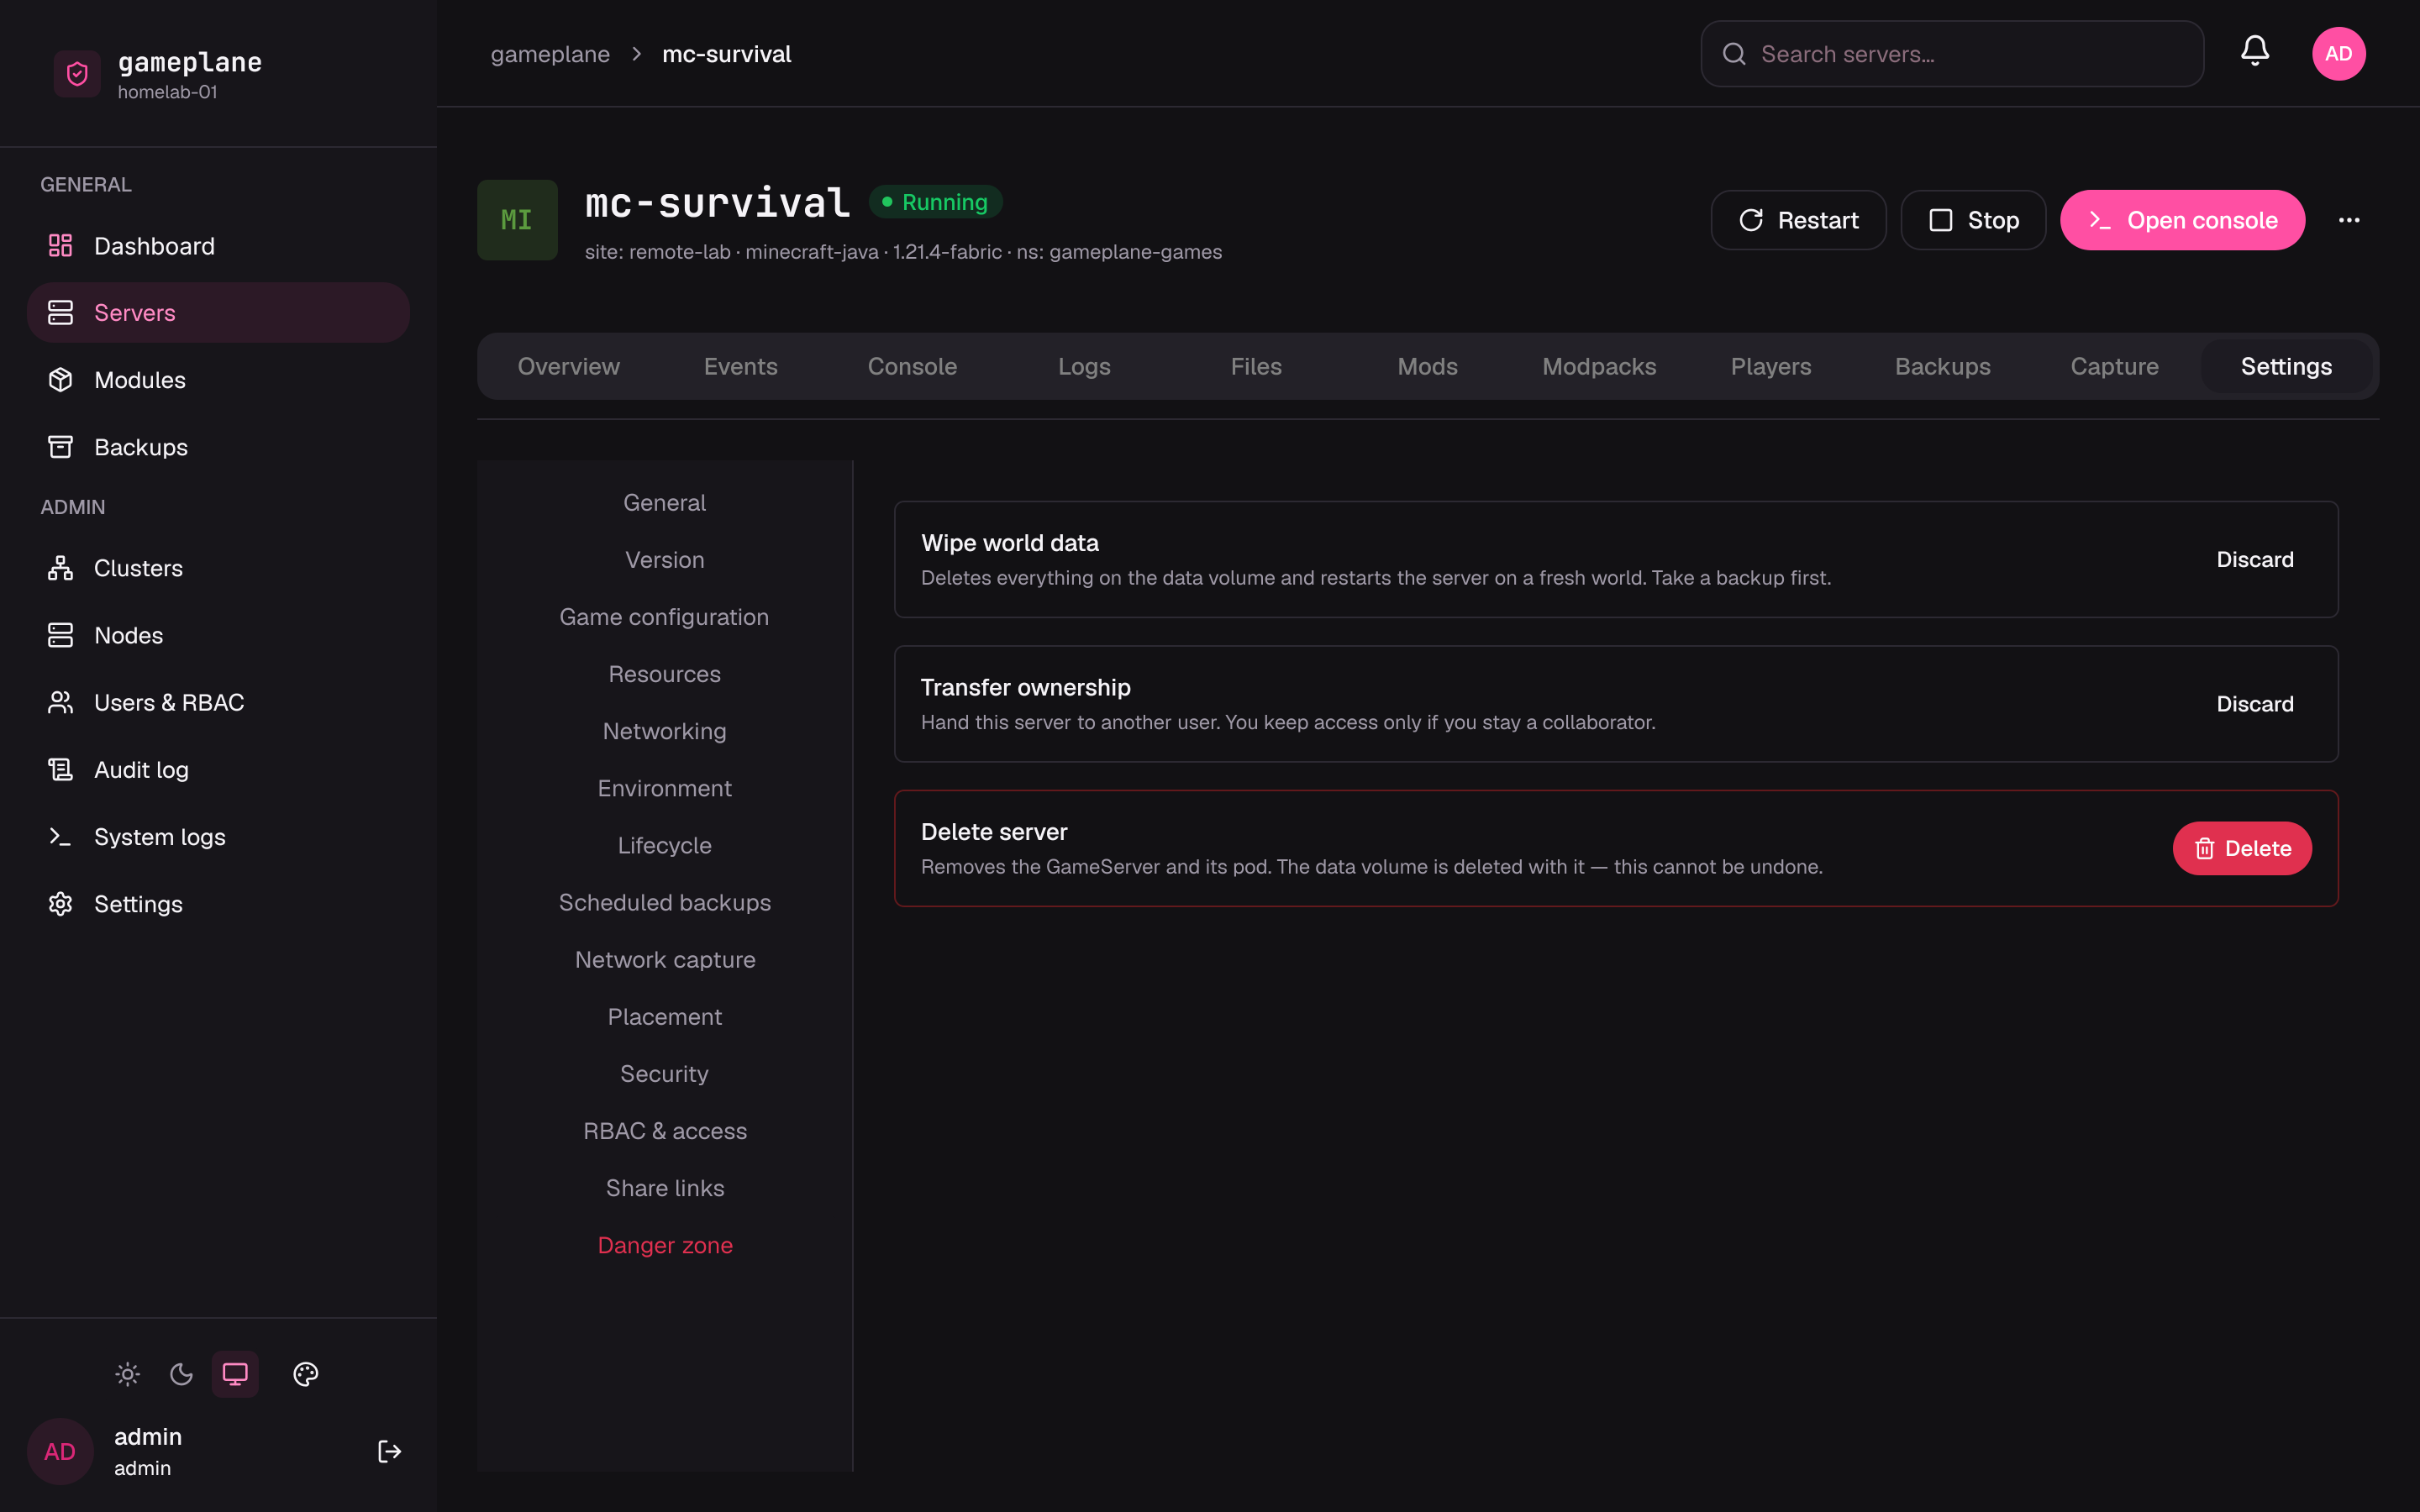 gameplane
homelab-01
GENERAL
Dashboard
Servers
Modules
Backups
ADMIN
Clusters
Nodes
Users & RBAC
Audit log
System logs
Settings
AD
admin
admin
gameplane
mc-survival
Search servers...
AD
MI
mc-survival
Running
site: remote-lab · minecraft-java · 1.21.4-fabric · ns: gameplane-games
Restart
Stop
Open console
Overview
Events
Console
Logs
Files
Mods
Modpacks
Players
Backups
Capture
Settings
General
Version
Game configuration
Resources
Networking
Environment
Lifecycle
Scheduled backups
Network capture
Placement
Security
RBAC & access
Share links
Danger zone
Wipe world data
Deletes everything on the data volume and restarts the server on a fresh world. Take a backup first.
Discard
Transfer ownership
Hand this server to another user. You keep access only if you stay a collaborator.
Discard
Delete server
Removes the GameServer and its pod. The data volume is deleted with it — this cannot be undone.
Delete